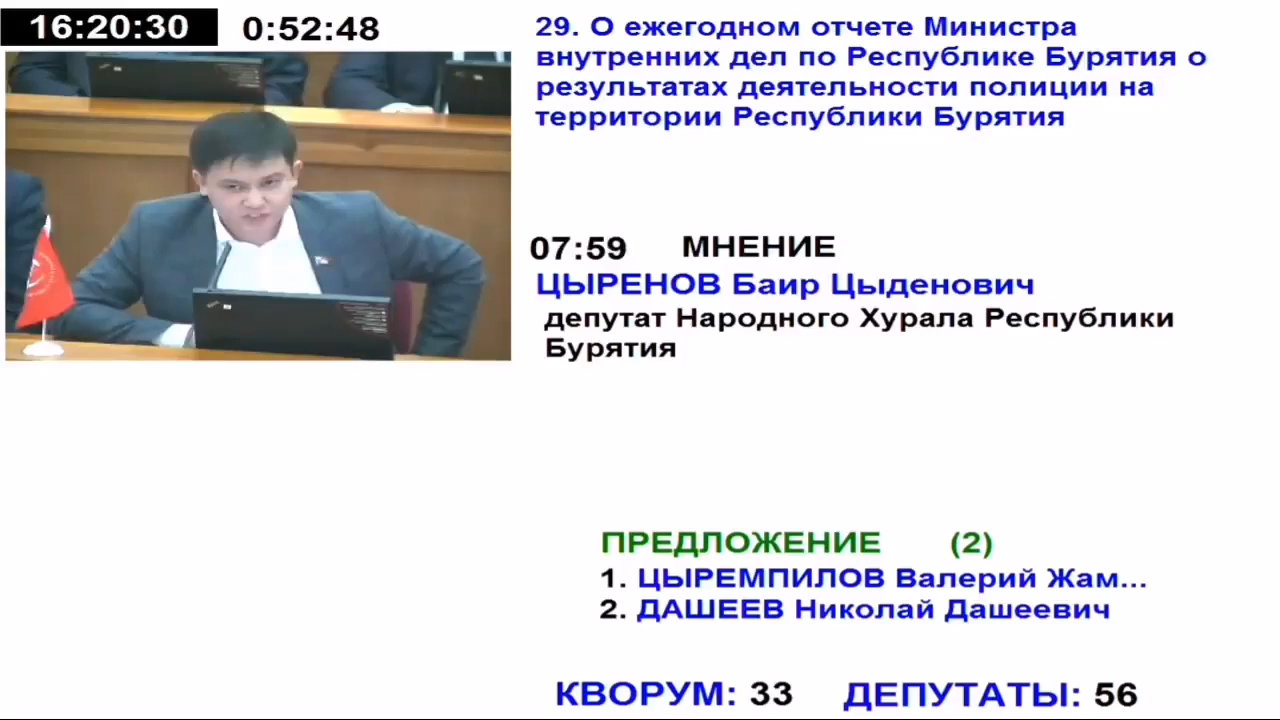 16:20:30 0:52:48
29. О ежегодном отчете Министра
внутренних дел по Республике Бурятия о
результатах деятельности полиции на
территории Республики Бурятия
07:59 МНЕНИЕ
ЦЫРЕНОВ Баир Цыденович
депутат Народного Хурала Республики
Бурятия
ПРЕДЛОЖЕНИЕ (2)
1. ЦЫРЕМПИЛОВ Валерий Жам...
2. ДАШЕЕВ Николай Дашеевич
КВОРУМ: 33 ДЕПУТАТЫ: 56